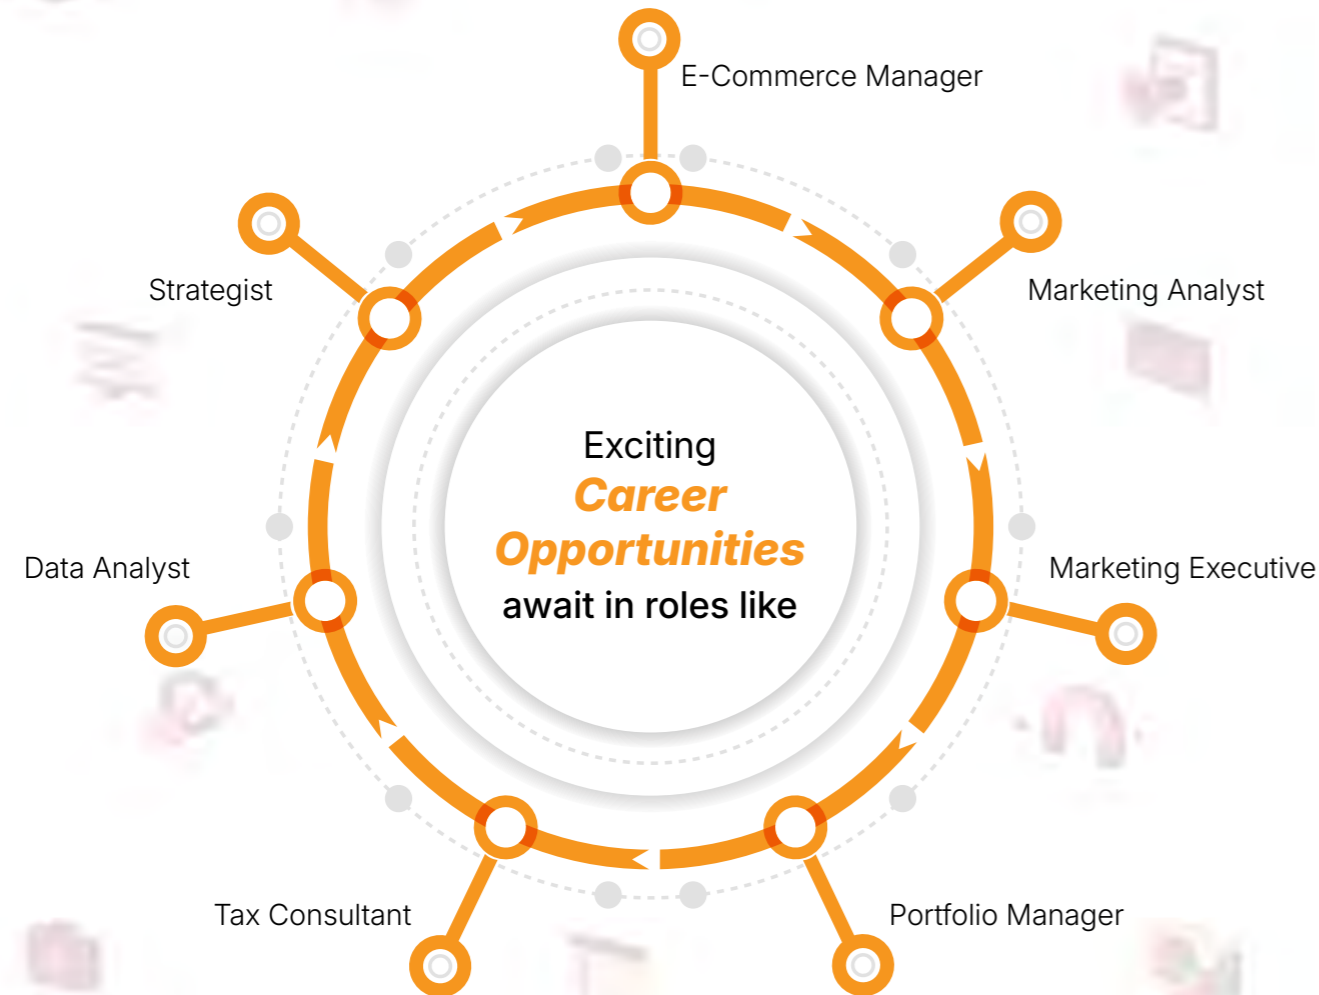 E-Commerce Manager
Strategist
Marketing Analyst
Exciting
Career
Opportunities
await in roles like
Data Analyst
Marketing Executive
Tax Consultant
Portfolio Manager